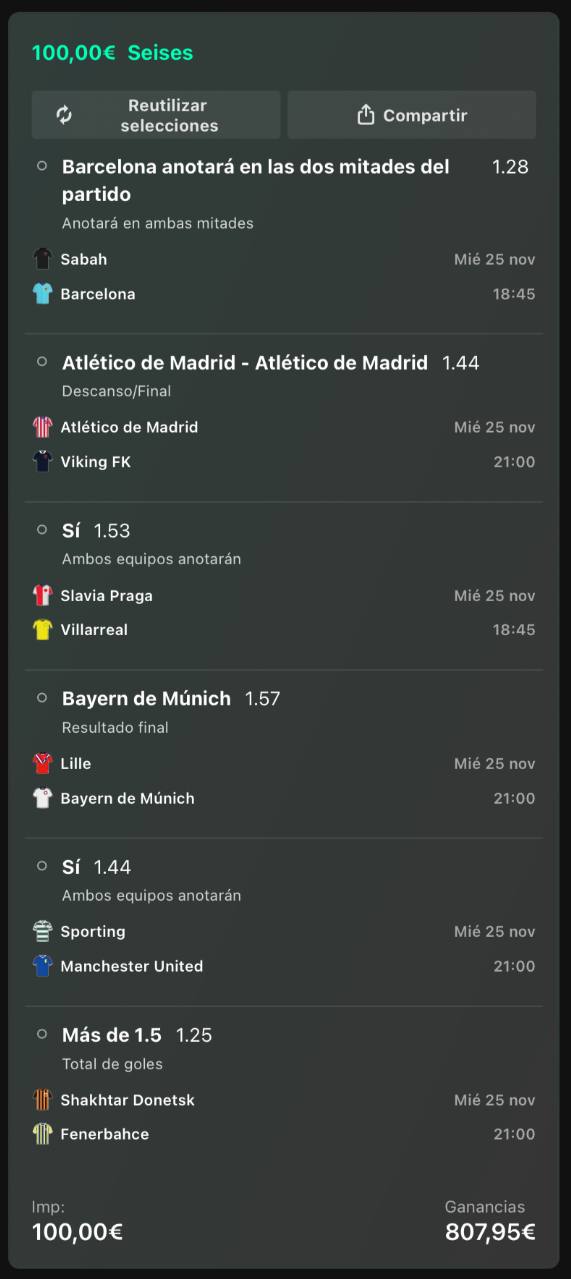 100,00€ Seises
Reutilizar
selecciones
Compartir
Barcelona anotará en las dos mitades del 1.28
partido
Anotará en ambas mitades
Sabah Mié 25 nov
Barcelona 18:45
Atlético de Madrid - Atlético de Madrid 1.44
Descanso/Final
Atlético de Madrid Mié 25 nov
Viking FK 21:00
Sí 1.53
Ambos equipos anotarán
Slavia Praga Mié 25 nov
Villarreal 18:45
Bayern de Múnich 1.57
Resultado final
Lille Mié 25 nov
Bayern de Múnich 21:00
Sí 1.44
Ambos equipos anotarán
Sporting Mié 25 nov
Manchester United 21:00
Más de 1.5 1.25
Total de goles
Shakhtar Donetsk Mié 25 nov
Fenerbahce 21:00
Imp: Ganancias
100,00€ 807,95€